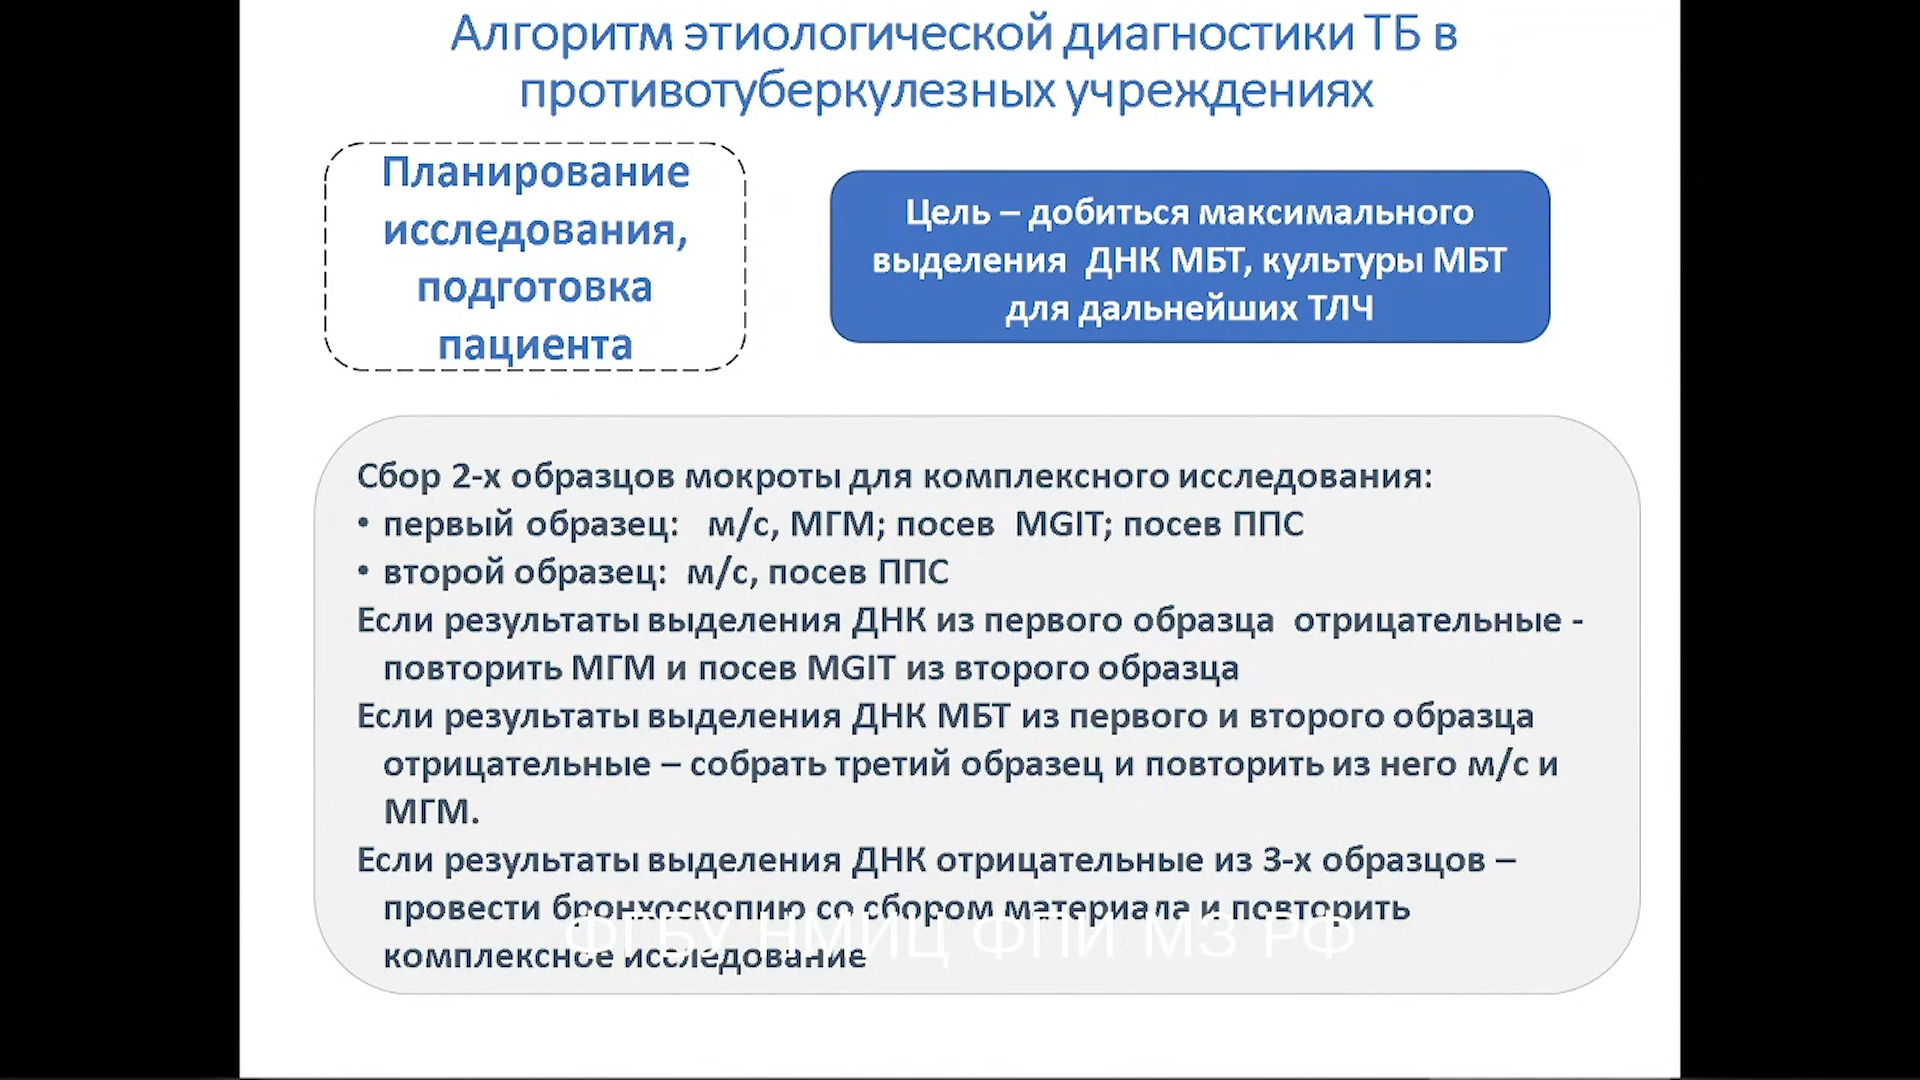 Алгоритм этиологической диагностики ТБ в
противотуберкулезных учреждениях
Планирование
исследования,
подготовка
пациента
Цель – добиться максимального
выделения ДНК МБТ, культуры МБТ
для дальнейших ТЛЧ
Сбор 2-х образцов мокроты для комплексного исследования:
• первый образец: м/с, МГМ; посев MGIT; посев ППС
• второй образец: м/с, посев ППС
Если результаты выделения ДНК из первого образца отрицательные -
повторить МГМ и посев MGIT из второго образца
Если результаты выделения ДНК МБТ из первого и второго образца
отрицательные – собрать третий образец и повторить из него м/с и
МГМ.
Если результаты выделения ДНК отрицательные из 3-х образцов –
провести бронхоскопию со сбором материала и повторить
комплексное исследование
ФГБУ НМИЦ ФПИ МЗ РФ